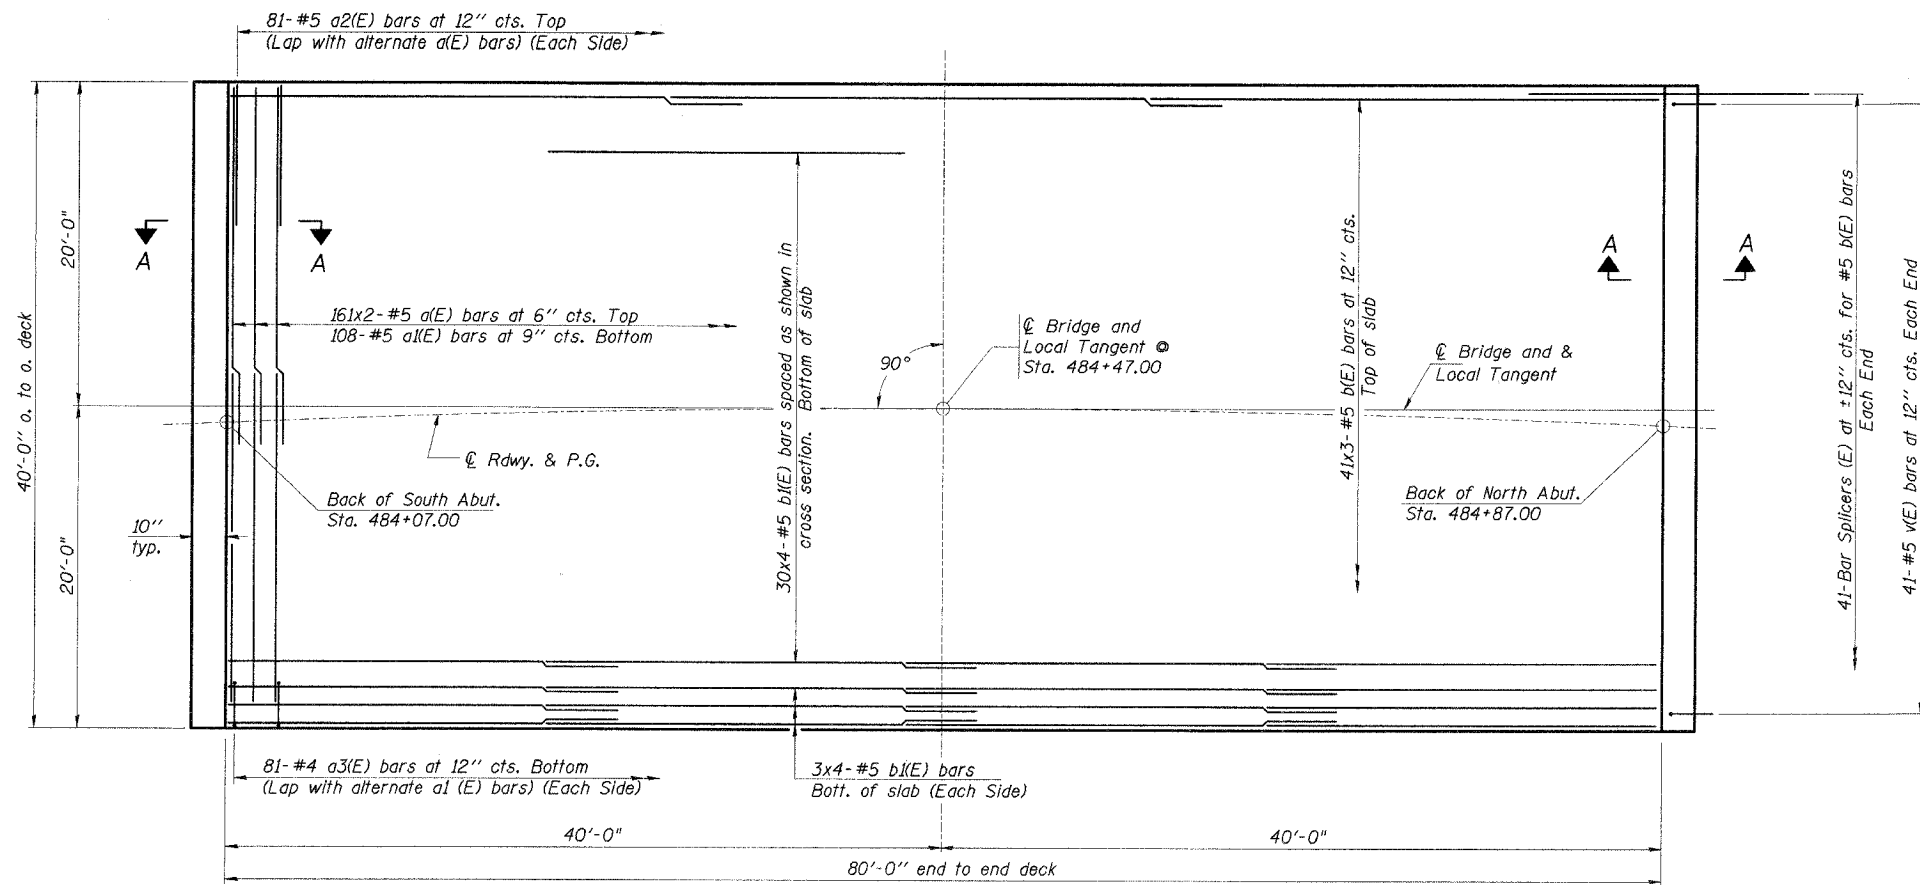 81-#5 a2(E) bars at 12" cts. Top
(Lap with alternate a(E) bars) (Each Side)
40'-0" o. to o. deck
20'-0"
20'-0"
A
A
A
A
161x2-#5 a(E) bars at 6" cts. Top
108-#5 a1(E) bars at 9" cts. Bottom
30x4-#5 b1(E) bars spaced as shown in
cross section. Bottom of slab
90°
℄ Bridge and
Local Tangent @
Sta. 484+47.00
41x3-#5 b(E) bars at 12" cts.
Top of slab
℄ Bridge and &
Local Tangent
41-Bar Splicers (E) at ±12" cts. for #5 b(E) bars
Each End
41-#5 v(E) bars at 12" cts. Each End
℄ Rdwy. & P.G.
Back of South Abut.
Sta. 484+07.00
Back of North Abut.
Sta. 484+87.00
10"
typ.
81-#4 a3(E) bars at 12" cts. Bottom
(Lap with alternate a1 (E) bars) (Each Side)
3x4-#5 b1(E) bars
Bott. of slab (Each Side)
40'-0"
40'-0"
80'-0" end to end deck